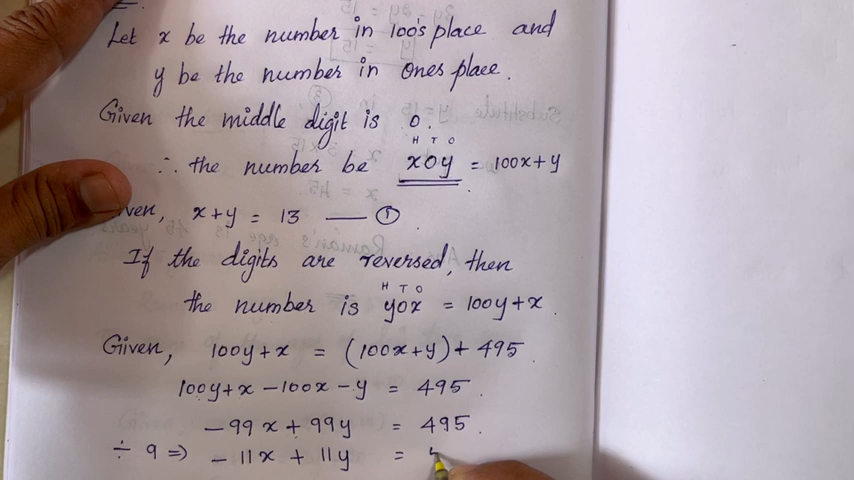 Let x be the number in 100's place and
y be the number in Ones place.
Given the middle digit is 0.
H T O
∴ the number be x0y = 100x+y
x+y = 13 —— ①
If the digits are reversed, then
H T O
the number is y0x = 100y+x
Given, 100y+x = (100x+y)+495
100y+x-100x-y = 495
-99x+99y = 495.
÷ 9 ⇒ -11x + 11y =